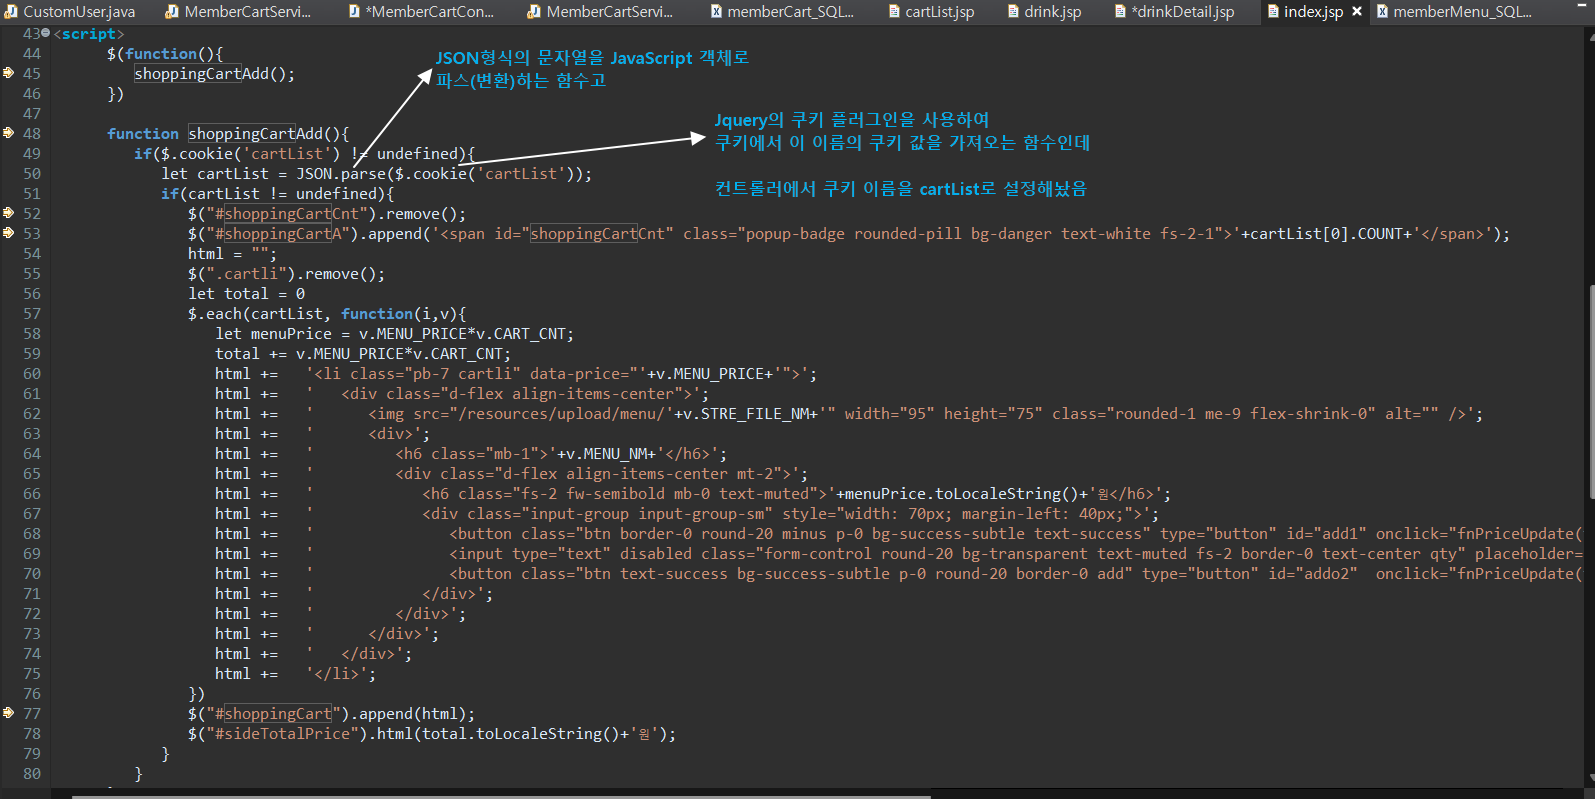 CustomUser.java MemberCartServi... *MemberCartCon... MemberCartServi... memberCart_SQL... cartList.jsp drink.jsp *drinkDetail.jsp index.jsp memberMenu_SQL...
43 <script>
44 $(function(){
JSON형식의 문자열을 JavaScript 객체로
45 shoppingCartAdd();
파스(변환)하는 함수고
46 })
47
Jquery의 쿠키 플러그인을 사용하여
48 function shoppingCartAdd(){
쿠키에서 이 이름의 쿠키 값을 가져오는 함수인데
49 if($.cookie('cartList') != undefined){
50 let cartList = JSON.parse($.cookie('cartList'));
컨트롤러에서 쿠키 이름을 cartList로 설정해놨음
51 if(cartList != undefined){
52 $("#shoppingCartCnt").remove();
53 $("#shoppingCartA").append('<span id="shoppingCartCnt" class="popup-badge rounded-pill bg-danger text-white fs-2-1">'+cartList[0].COUNT+'</span>');
54 html = "";
55 $(".cartli").remove();
56 let total = 0
57 $.each(cartList, function(i,v){
58 let menuPrice = v.MENU_PRICE*v.CART_CNT;
59 total += v.MENU_PRICE*v.CART_CNT;
60 html += '<li class="pb-7 cartli" data-price="'+v.MENU_PRICE+'">';
61 html += ' <div class="d-flex align-items-center">';
62 html += ' <img src="/resources/upload/menu/'+v.STRE_FILE_NM+'" width="95" height="75" class="rounded-1 me-9 flex-shrink-0" alt="" />';
63 html += ' <div>';
64 html += ' <h6 class="mb-1">'+v.MENU_NM+'</h6>';
65 html += ' <div class="d-flex align-items-center mt-2">';
66 html += ' <h6 class="fs-2 fw-semibold mb-0 text-muted">'+menuPrice.toLocaleString()+'원</h6>';
67 html += ' <div class="input-group input-group-sm" style="width: 70px; margin-left: 40px;">';
68 html += ' <button class="btn border-0 round-20 minus p-0 bg-success-subtle text-success" type="button" id="add1" onclick="fnPriceUpdate(
69 html += ' <input type="text" disabled class="form-control round-20 bg-transparent text-muted fs-2 border-0 text-center qty" placeholder=
70 html += ' <button class="btn text-success bg-success-subtle p-0 round-20 border-0 add" type="button" id="addo2" onclick="fnPriceUpdate(
71 html += ' </div>';
72 html += ' </div>';
73 html += ' </div>';
74 html += ' </div>';
75 html += '</li>';
76 })
77 $("#shoppingCart").append(html);
78 $("#sideTotalPrice").html(total.toLocaleString()+'원');
79 }
80 }